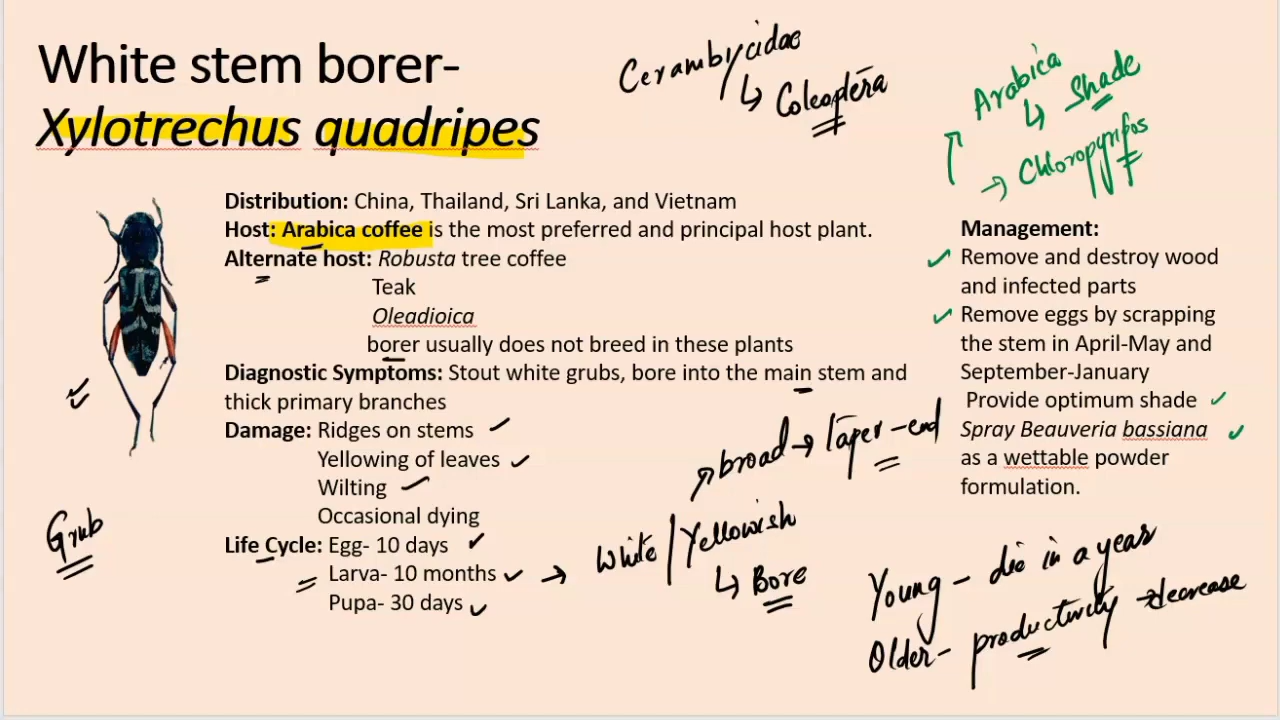 White stem borer-
Xylotrechus quadripes
Cerambycidae
↳ Coleoptera
Arabica
↳ Shade
→ Chloropyrifos
Distribution: China, Thailand, Sri Lanka, and Vietnam
Host: Arabica coffee is the most preferred and principal host plant.
Alternate host: Robusta tree coffee
Teak
Oleadioica
borer usually does not breed in these plants
Diagnostic Symptoms: Stout white grubs, bore into the main stem and
thick primary branches
Damage: Ridges on stems
Yellowing of leaves
Wilting
Occasional dying
Life Cycle: Egg- 10 days
Larva- 10 months
Pupa- 30 days
Grub
broad → Taper-end
→ White/Yellowish
↳ Bore
Management:
Remove and destroy wood
and infected parts
Remove eggs by scrapping
the stem in April-May and
September-January
Provide optimum shade
Spray Beauveria bassiana
as a wettable powder
formulation.
Young - die in a year
Older- productivity → decrease